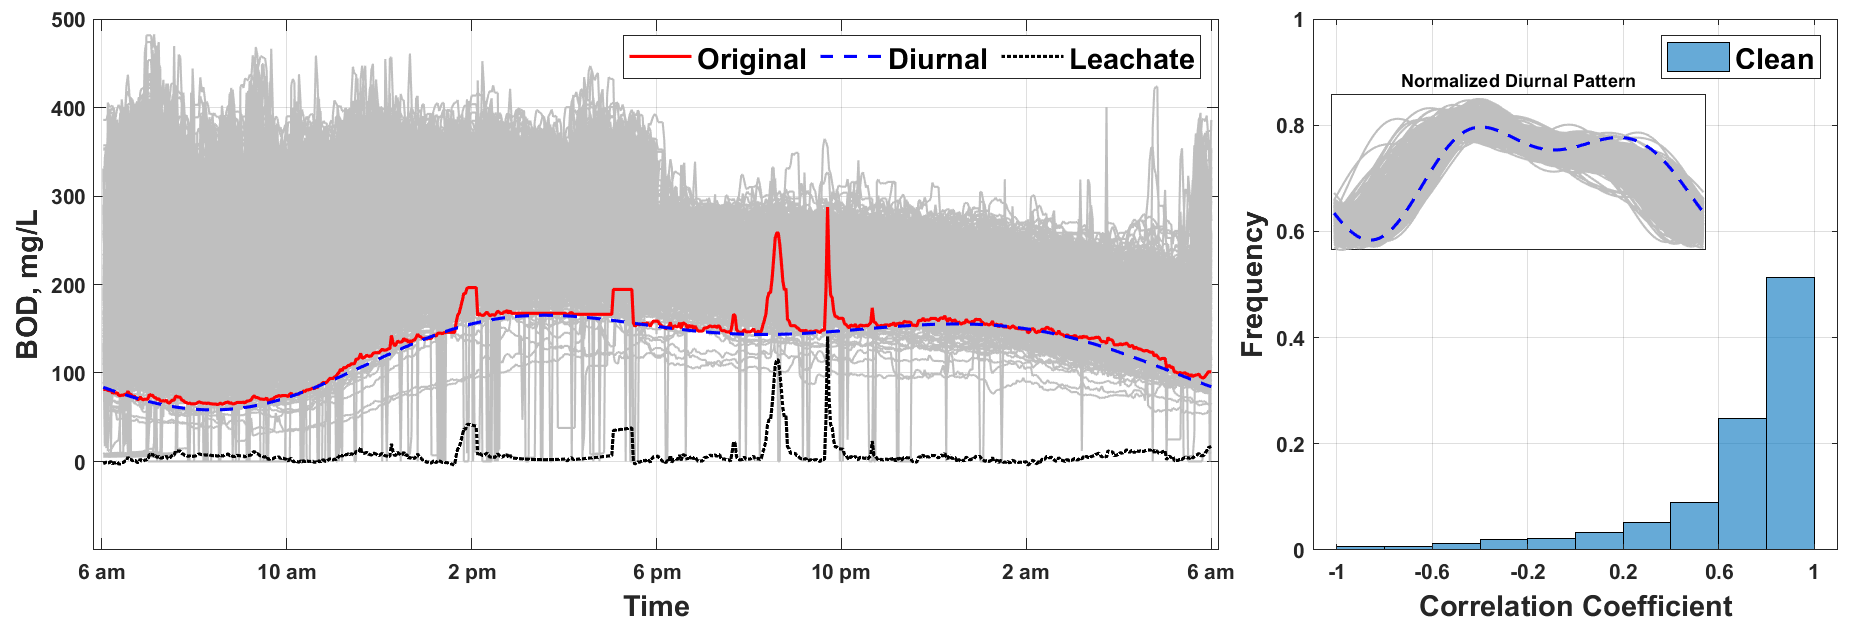 500
400
300
200
100
0
BOD, mg/L
Original
Diurnal
Leachate
6 am
10 am
2 pm
6 pm
10 pm
2 am
6 am
Time
1
0.8
0.6
0.4
0.2
0
Frequency
Clean
Normalized Diurnal Pattern
-1
-0.6
-0.2
0.2
0.6
1
Correlation Coefficient